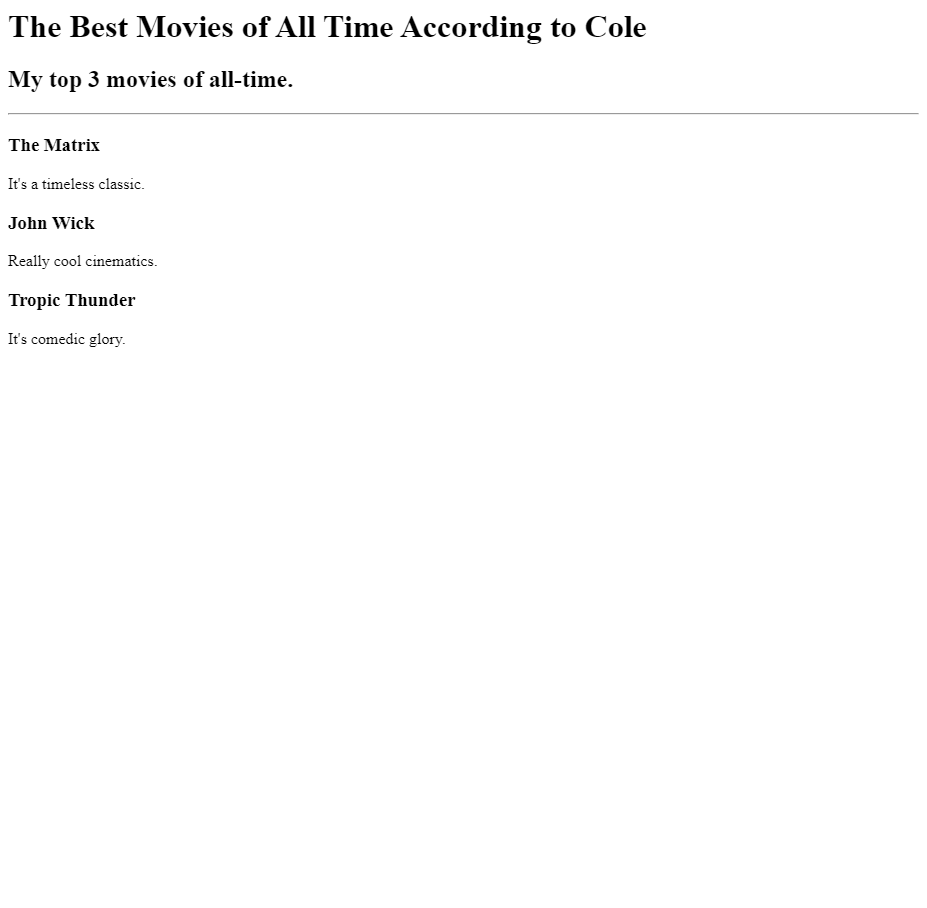 The Best Movies of All Time According to Cole
My top 3 movies of all-time.
The Matrix
It's a timeless classic.
John Wick
Really cool cinematics.
Tropic Thunder
It's comedic glory.